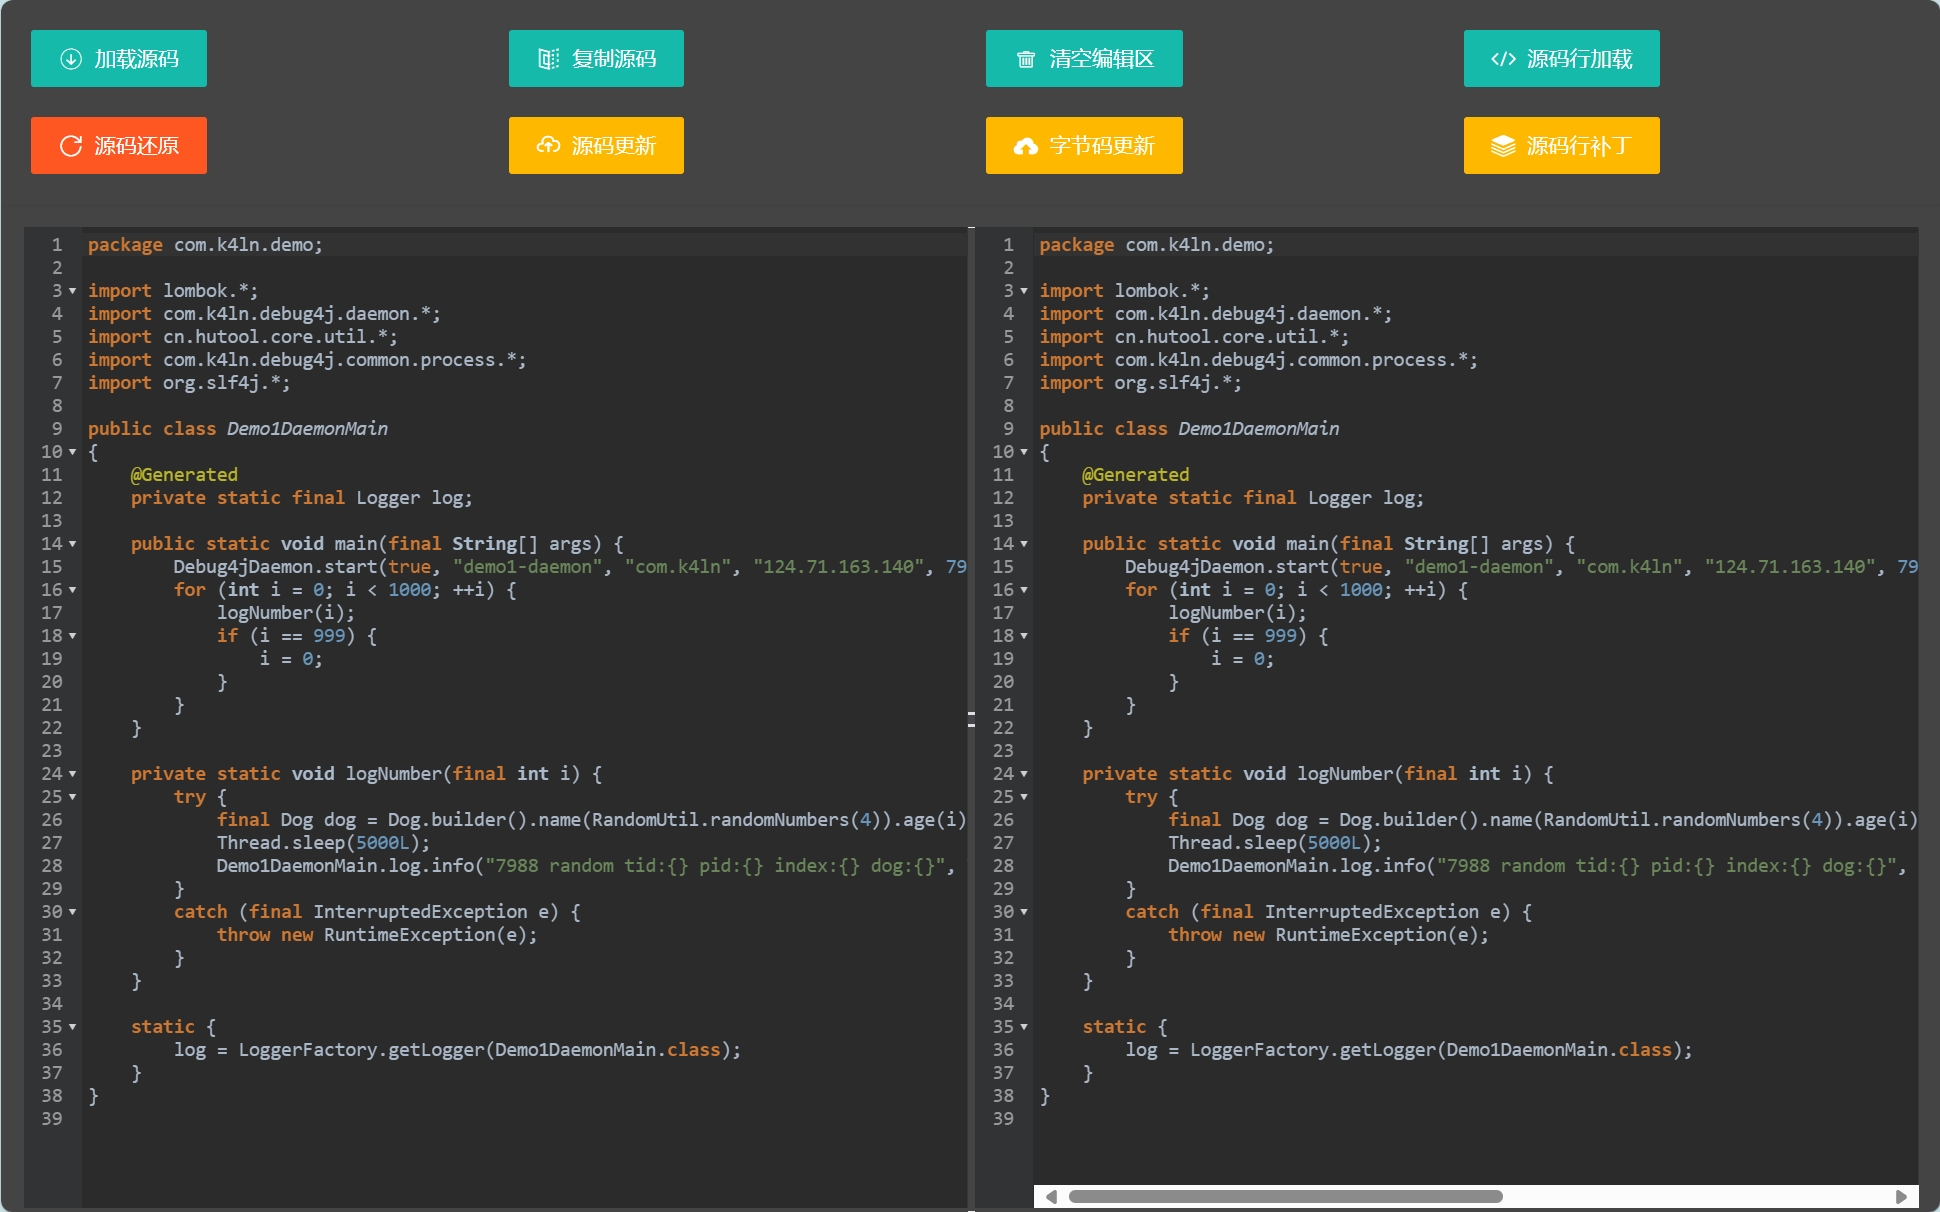 加载源码
复制源码
清空编辑区
源码行加载
源码还原
源码更新
字节码更新
源码行补丁
1 package com.k4ln.demo;
2
3 import lombok.*;
4 import com.k4ln.debug4j.daemon.*;
5 import cn.hutool.core.util.*;
6 import com.k4ln.debug4j.common.process.*;
7 import org.slf4j.*;
8
9 public class Demo1DaemonMain
10 {
11     @Generated
12     private static final Logger log;
13
14     public static void main(final String[] args) {
15         Debug4jDaemon.start(true, "demo1-daemon", "com.k4ln", "124.71.163.140", 79
16         for (int i = 0; i < 1000; ++i) {
17             logNumber(i);
18             if (i == 999) {
19                 i = 0;
20             }
21         }
22     }
23
24     private static void logNumber(final int i) {
25         try {
26             final Dog dog = Dog.builder().name(RandomUtil.randomNumbers(4)).age(i)
27             Thread.sleep(5000L);
28             Demo1DaemonMain.log.info("7988 random tid:{} pid:{} index:{} dog:{}",
29         }
30         catch (final InterruptedException e) {
31             throw new RuntimeException(e);
32         }
33     }
34
35     static {
36         log = LoggerFactory.getLogger(Demo1DaemonMain.class);
37     }
38 }
39
1 package com.k4ln.demo;
2
3 import lombok.*;
4 import com.k4ln.debug4j.daemon.*;
5 import cn.hutool.core.util.*;
6 import com.k4ln.debug4j.common.process.*;
7 import org.slf4j.*;
8
9 public class Demo1DaemonMain
10 {
11     @Generated
12     private static final Logger log;
13
14     public static void main(final String[] args) {
15         Debug4jDaemon.start(true, "demo1-daemon", "com.k4ln", "124.71.163.140", 79
16         for (int i = 0; i < 1000; ++i) {
17             logNumber(i);
18             if (i == 999) {
19                 i = 0;
20             }
21         }
22     }
23
24     private static void logNumber(final int i) {
25         try {
26             final Dog dog = Dog.builder().name(RandomUtil.randomNumbers(4)).age(i)
27             Thread.sleep(5000L);
28             Demo1DaemonMain.log.info("7988 random tid:{} pid:{} index:{} dog:{}",
29         }
30         catch (final InterruptedException e) {
31             throw new RuntimeException(e);
32         }
33     }
34
35     static {
36         log = LoggerFactory.getLogger(Demo1DaemonMain.class);
37     }
38 }
39